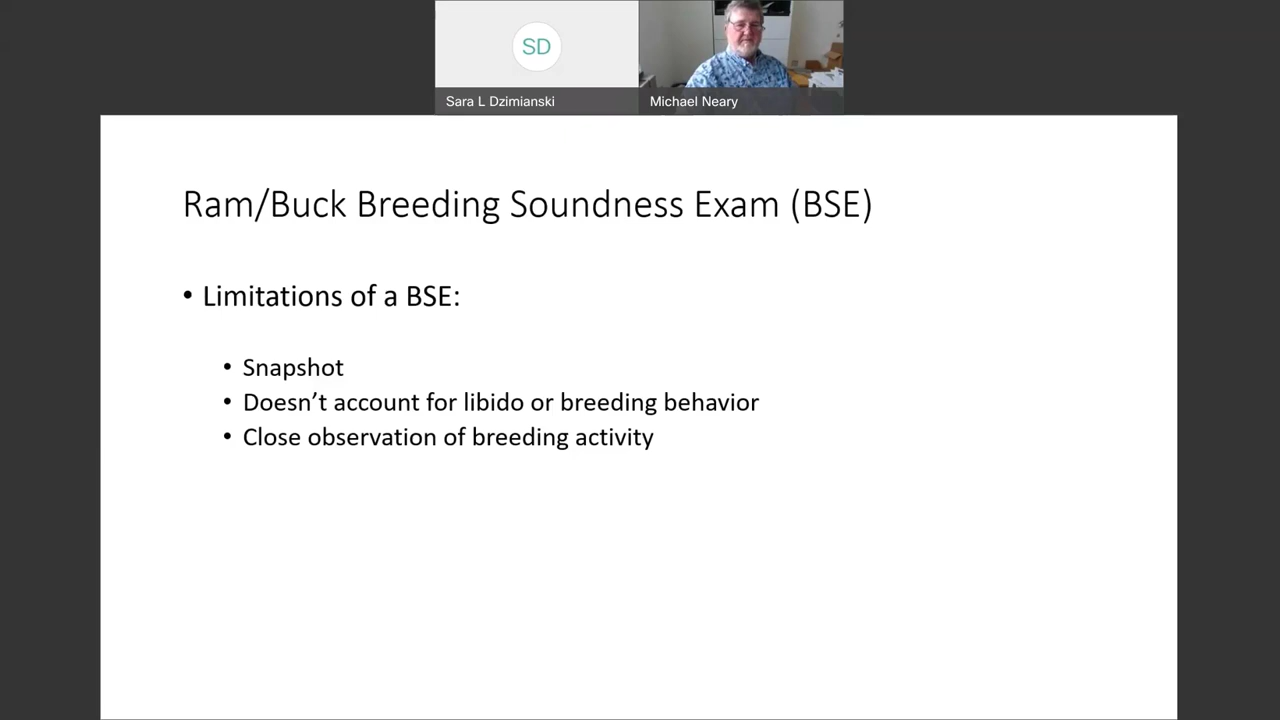 SD
Sara L Dzimianski
Michael Neary
Ram/Buck Breeding Soundness Exam (BSE)
• Limitations of a BSE:
• Snapshot
• Doesn’t account for libido or breeding behavior
• Close observation of breeding activity